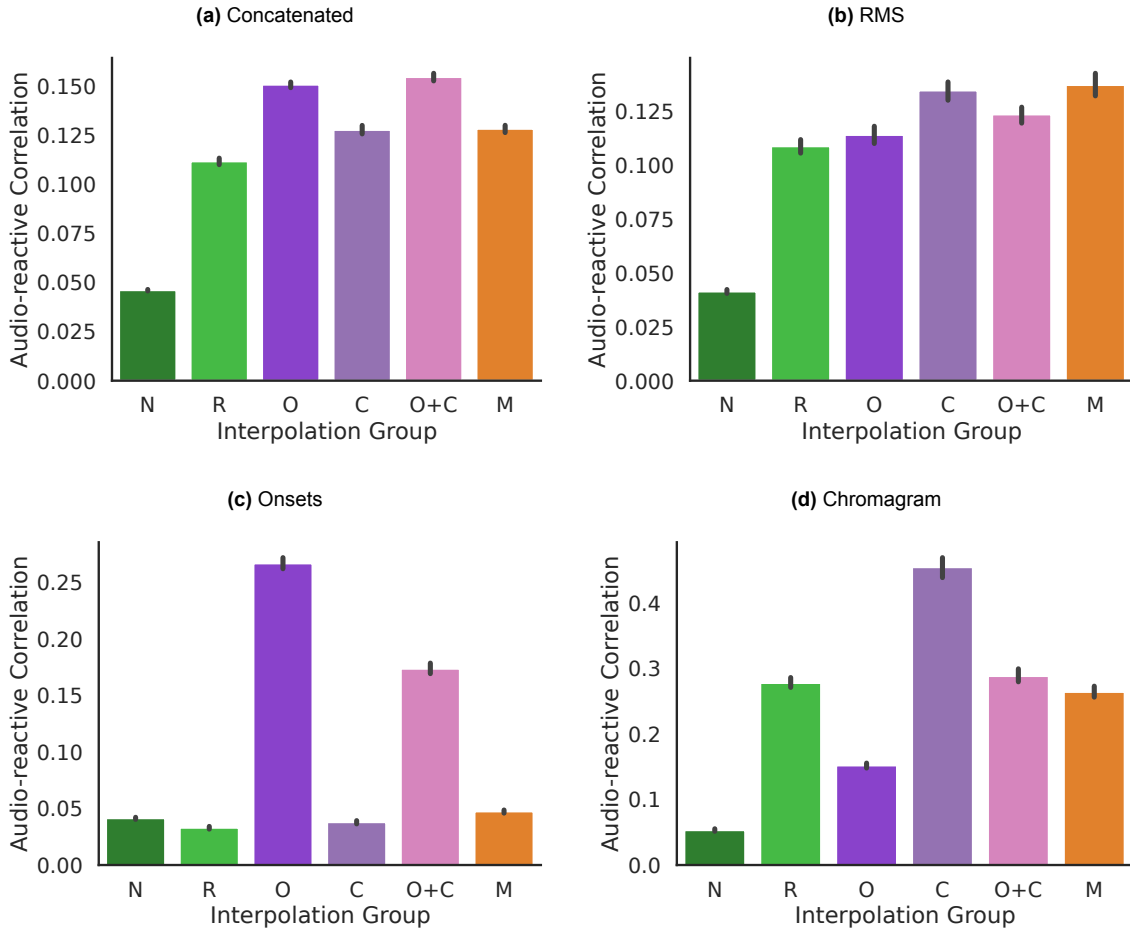 (a) Concatenated
Audio-reactive Correlation
0.150
0.125
0.100
0.075
0.050
0.025
0.000
N R O C O+C M
Interpolation Group
(b) RMS
Audio-reactive Correlation
0.125
0.100
0.075
0.050
0.025
0.000
N R O C O+C M
Interpolation Group
(c) Onsets
Audio-reactive Correlation
0.25
0.20
0.15
0.10
0.05
0.00
N R O C O+C M
Interpolation Group
(d) Chromagram
Audio-reactive Correlation
0.4
0.3
0.2
0.1
0.0
N R O C O+C M
Interpolation Group